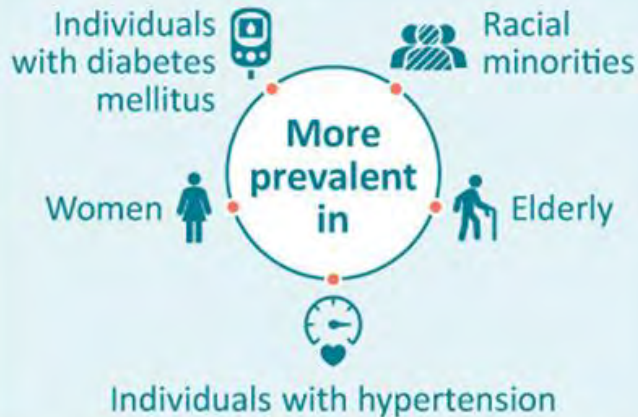 Individuals
with diabetes
mellitus
Racial
minorities
More
prevalent
in
Women
Elderly
Individuals with hypertension